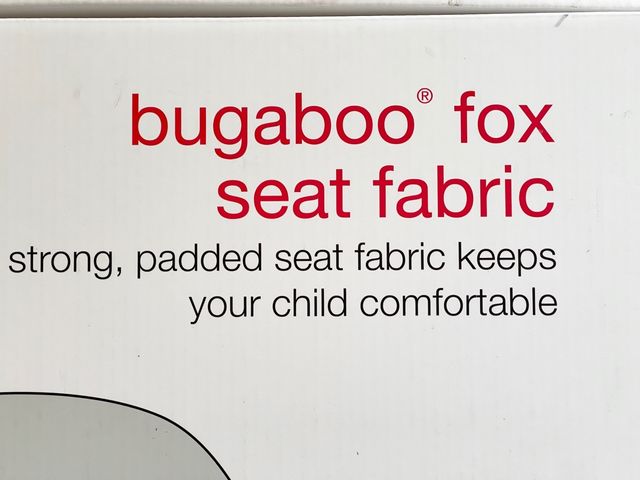 bugaboo® fox
seat fabric
strong, padded seat fabric keeps
your child comfortable